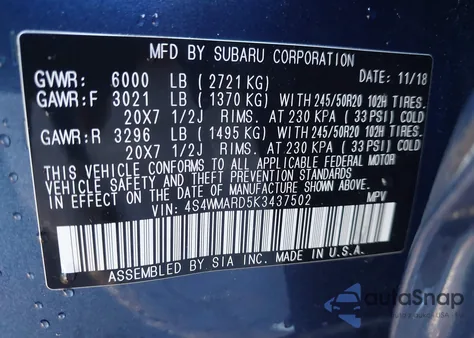 MFD BY SUBARU CORPORATION
GVWR: 6000 LB (2721 KG) DATE: 11/18
GAWR:F 3021 LB (1370 KG) WITH 245/50R20 102H TIRES.
20X7 1/2J RIMS. AT 230 KPA (33 PSI) COLD
GAWR:R 3296 LB (1495 KG) WITH 245/50R20 102H TIRES.
20X7 1/2J RIMS. AT 230 KPA (33 PSI) COLD
THIS VEHICLE CONFORMS TO ALL APPLICABLE FEDERAL MOTOR
VEHICLE SAFETY, BUMPER, AND THEFT PREVENTION STANDARDS
IN EFFECT ON THE DATE OF MANUFACTURE SHOWN ABOVE.
VIN: 4S4WMARD5K3437502 MPV
ASSEMBLED BY SIA INC. MADE IN U.S.A.
autoSnap